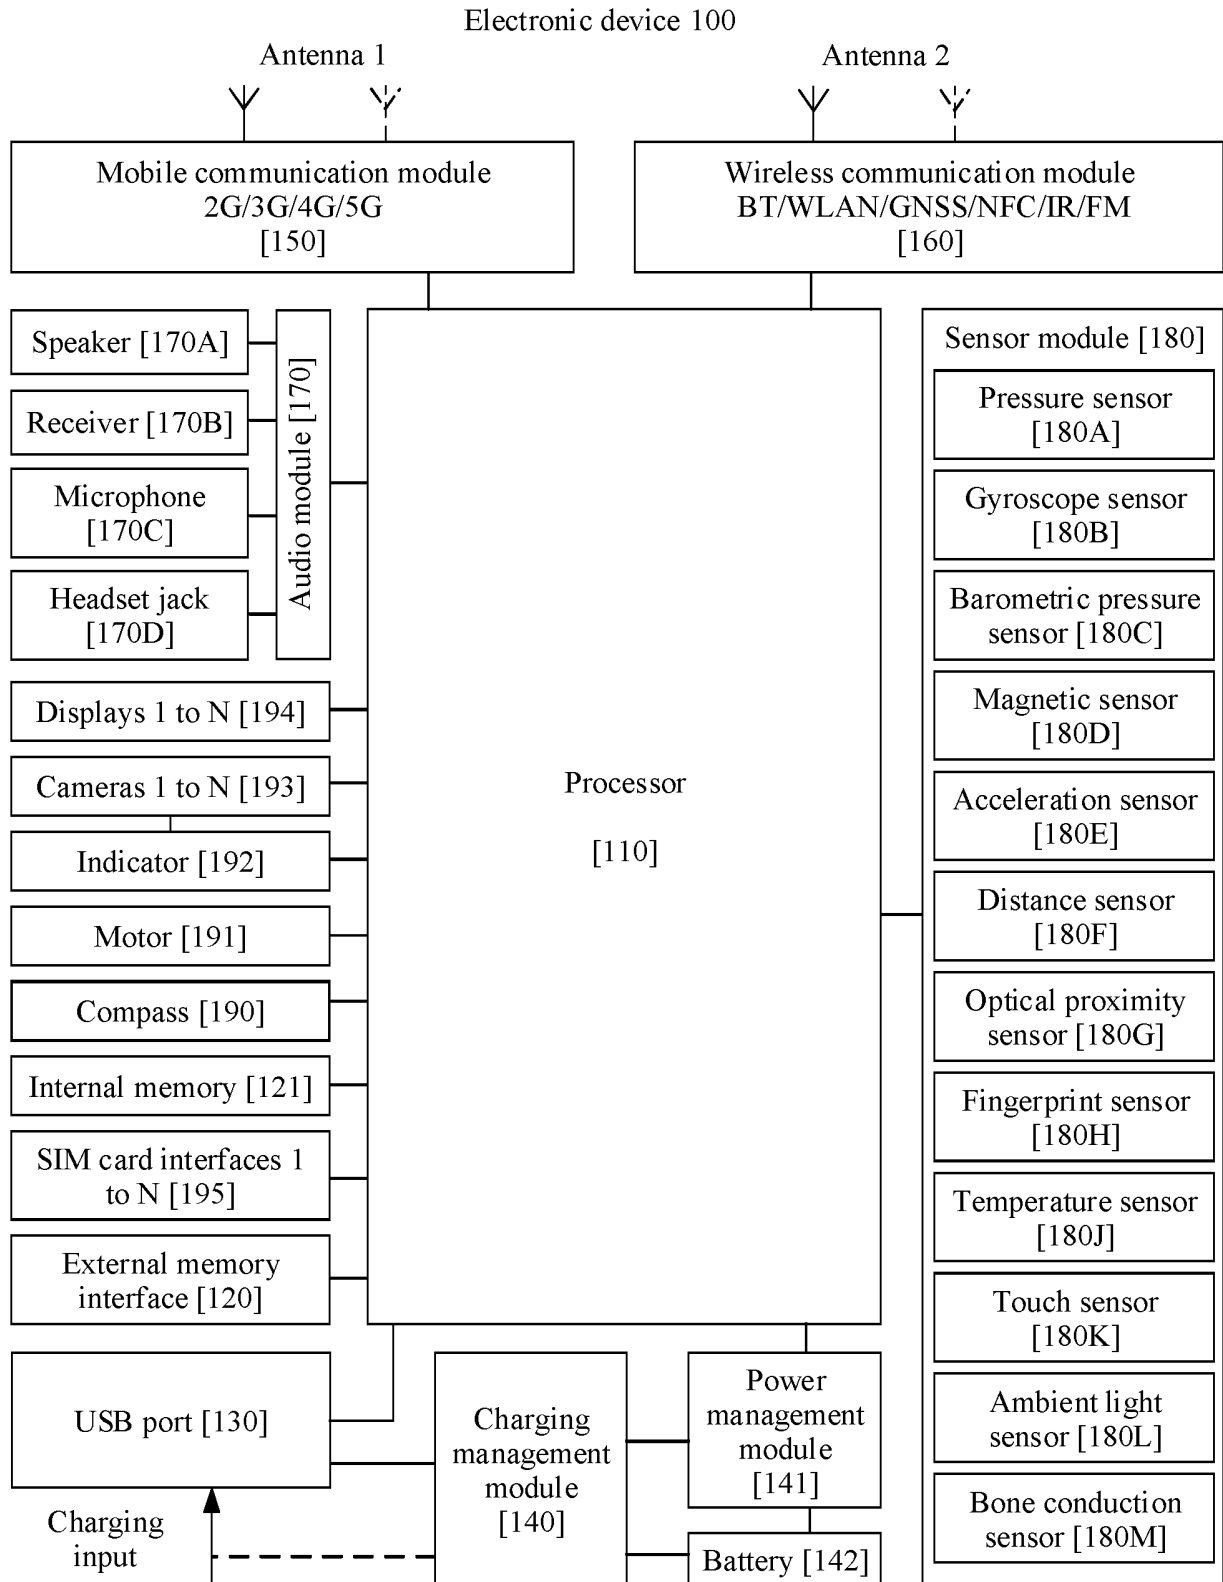 Electronic device 100
Antenna 1
Antenna 2
Mobile communication module
2G/3G/4G/5G
[150]
Wireless communication module
BT/WLAN/GNSS/NFC/IR/FM
[160]
Speaker [170A]
Receiver [170B]
Microphone
[170C]
Headset jack
[170D]
Audio module [170]
Displays 1 to N [194]
Cameras 1 to N [193]
Indicator [192]
Motor [191]
Compass [190]
Internal memory [121]
SIM card interfaces 1
to N [195]
External memory
interface [120]
Processor
[110]
Sensor module [180]
Pressure sensor
[180A]
Gyroscope sensor
[180B]
Barometric pressure
sensor [180C]
Magnetic sensor
[180D]
Acceleration sensor
[180E]
Distance sensor
[180F]
Optical proximity
sensor [180G]
Fingerprint sensor
[180H]
Temperature sensor
[180J]
Touch sensor
[180K]
Ambient light
sensor [180L]
Bone conduction
sensor [180M]
USB port [130]
Charging
input
Charging
management
module
[140]
Power
management
module
[141]
Battery [142]